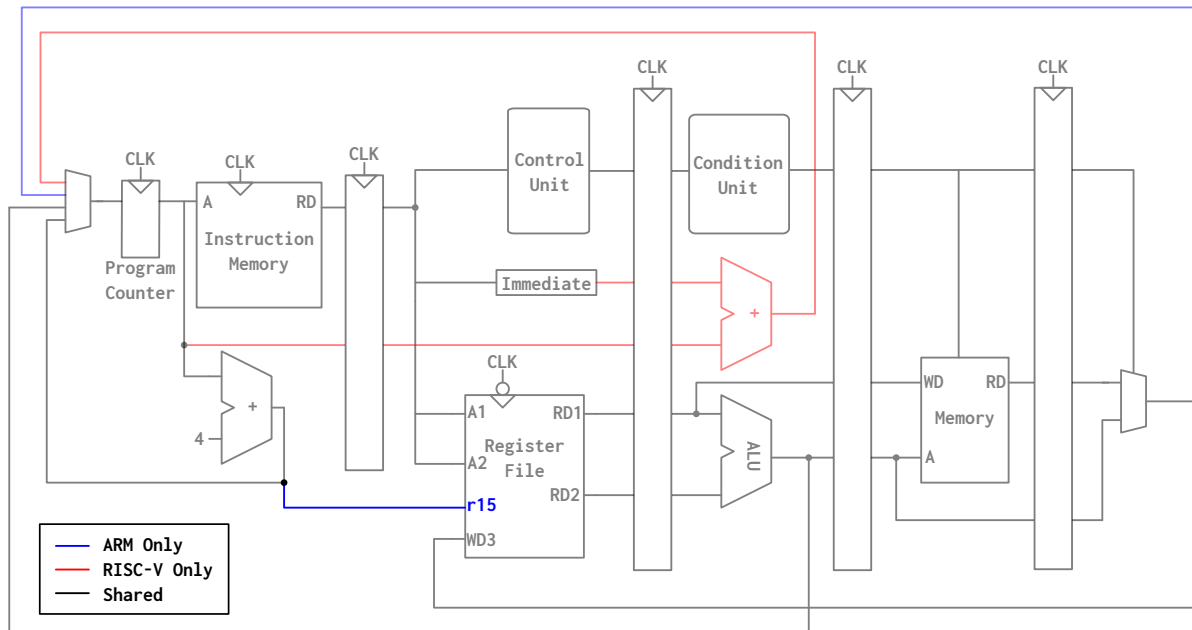 CLK
CLK
CLK
CLK
CLK
CLK
Control
Unit
Condition
Unit
A
RD
Instruction
Memory
Program
Counter
Immediate
+
CLK
+
4
A1
RD1
Register
File
A2
RD2
r15
WD3
ALU
WD
RD
Memory
A
ARM Only
RISC-V Only
Shared